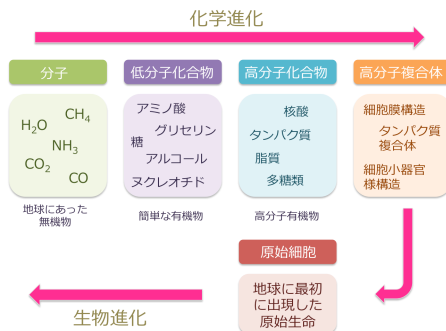 化学進化
分子
低分子化合物
高分子化合物
高分子複合体
H₂O
CH₄
NH₃
CO₂
CO
アミノ酸
グリセリン
糖
アルコール
ヌクレオチド
核酸
タンパク質
脂質
多糖類
細胞膜構造
タンパク質
複合体
細胞小器官
様構造
地球にあった
無機物
簡単な有機物
高分子有機物
原始細胞
地球に最初
に出現した
原始生命
生物進化